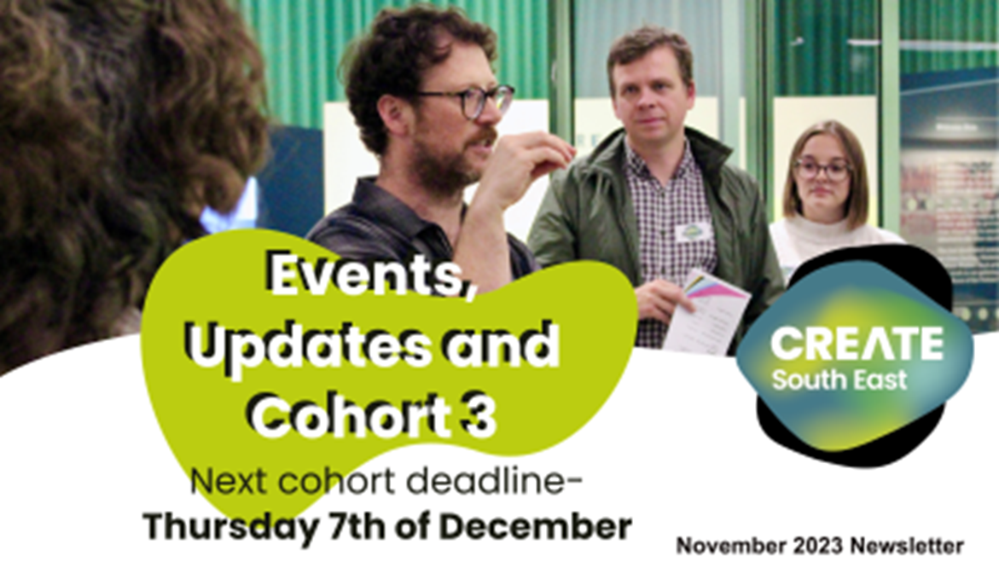 Events,
Updates and
Cohort 3
Next cohort deadline-
Thursday 7th of December
CREATE
South East
November 2023 Newsletter